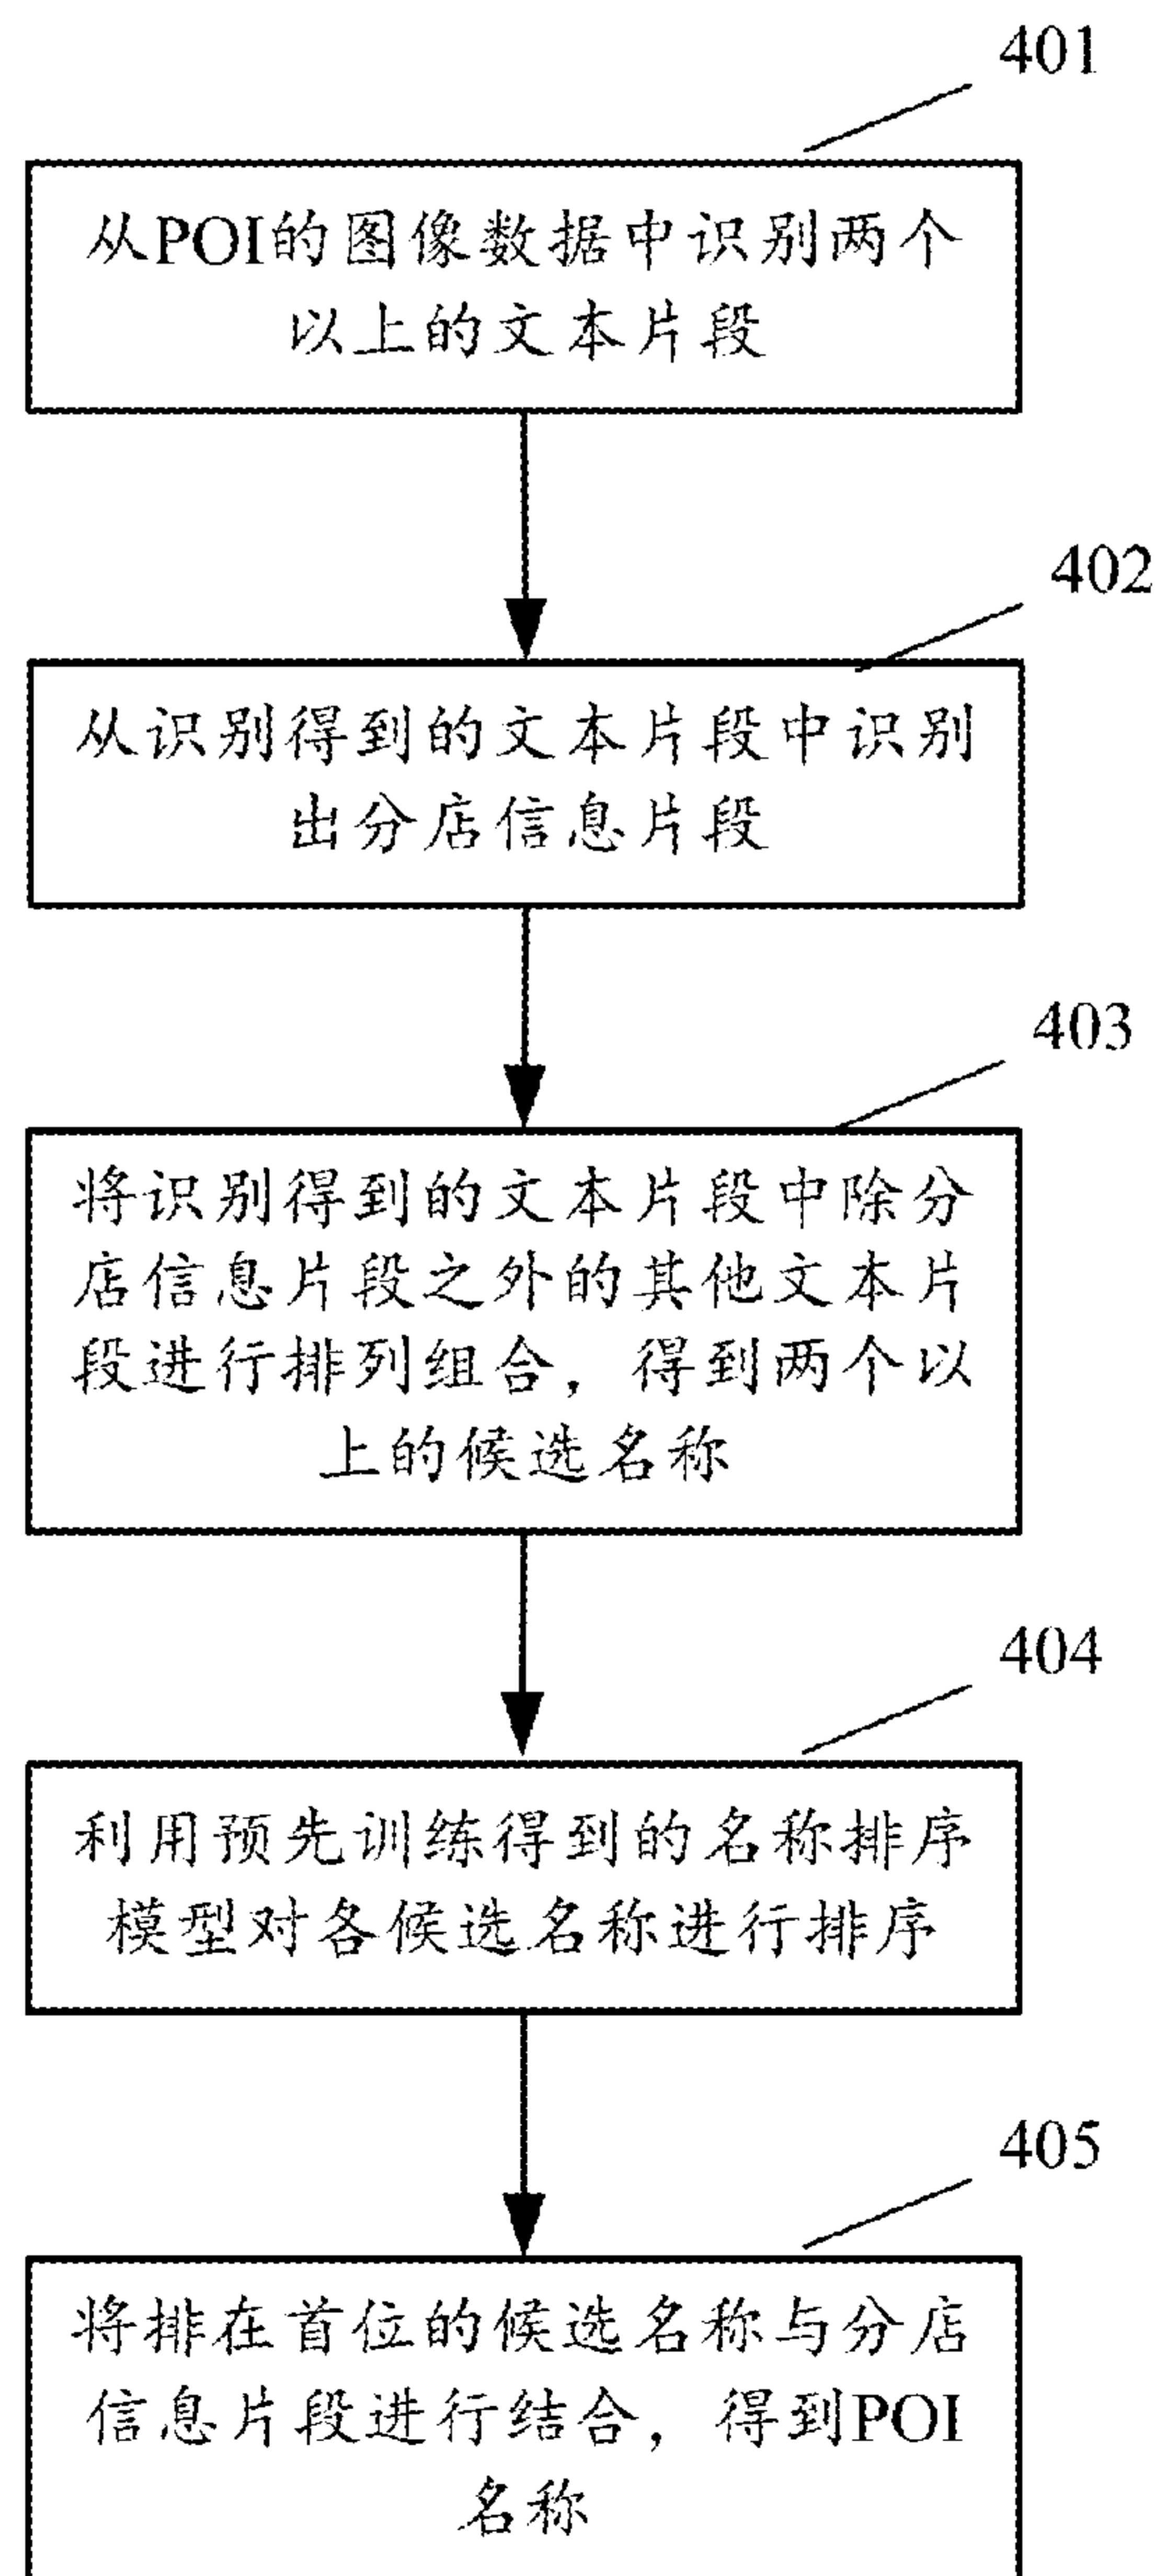 401
从POI的图像数据中识别两个
以上的文本片段
402
从识别得到的文本片段中识别
出分店信息片段
403
将识别得到的文本片段中除分
店信息片段之外的其他文本片
段进行排列组合，得到两个以
上的候选名称
404
利用预先训练得到的名称排序
模型对各候选名称进行排序
405
将排在首位的候选名称与分店
信息片段进行结合，得到POI
名称